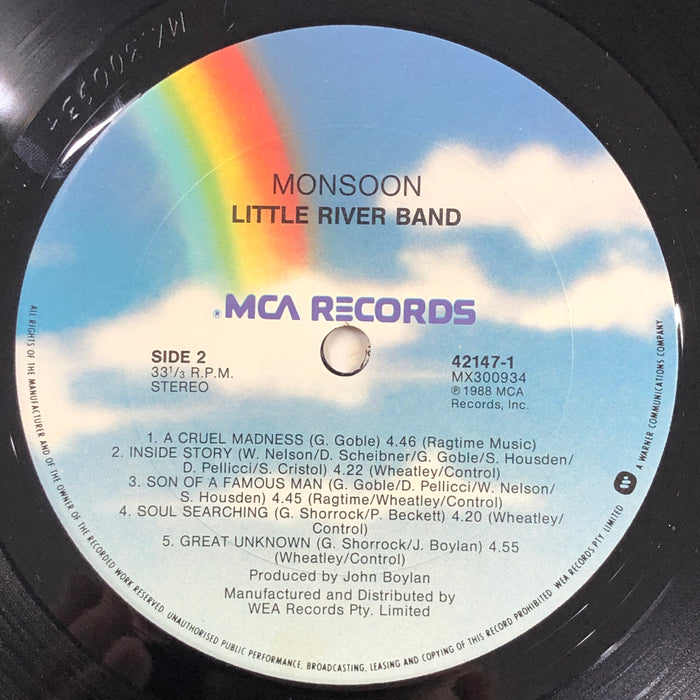 MX.300934
MONSOON
LITTLE RIVER BAND
® MCA RECORDS
SIDE 2
33 1/3 R.P.M.
STEREO
42147-1
MX300934
℗ 1988 MCA
Records, Inc.
1. A CRUEL MADNESS (G. Goble) 4.46 (Ragtime Music)
2. INSIDE STORY (W. Nelson/D. Scheibner/G. Goble/S. Housden/
D. Pellicci/S. Cristol) 4.22 (Wheatley/Control)
3. SON OF A FAMOUS MAN (G. Goble/D. Pellicci/W. Nelson/
S. Housden) 4.45 (Ragtime/Wheatley/Control)
4. SOUL SEARCHING (G. Shorrock/P. Beckett) 4.20 (Wheatley/
Control)
5. GREAT UNKNOWN (G. Shorrock/J. Boylan) 4.55
(Wheatley/Control)
Produced by John Boylan
Manufactured and Distributed by
WEA Records Pty. Limited
ALL RIGHTS OF THE MANUFACTURER AND OF THE OWNER OF THE RECORDED WORK RESERVED. UNAUTHORISED PUBLIC PERFORMANCE, BROADCASTING, LEASING AND COPYING OF THIS RECORD PROHIBITED. WEA RECORDS PTY. LIMITED A WARNER COMMUNICATIONS COMPANY.